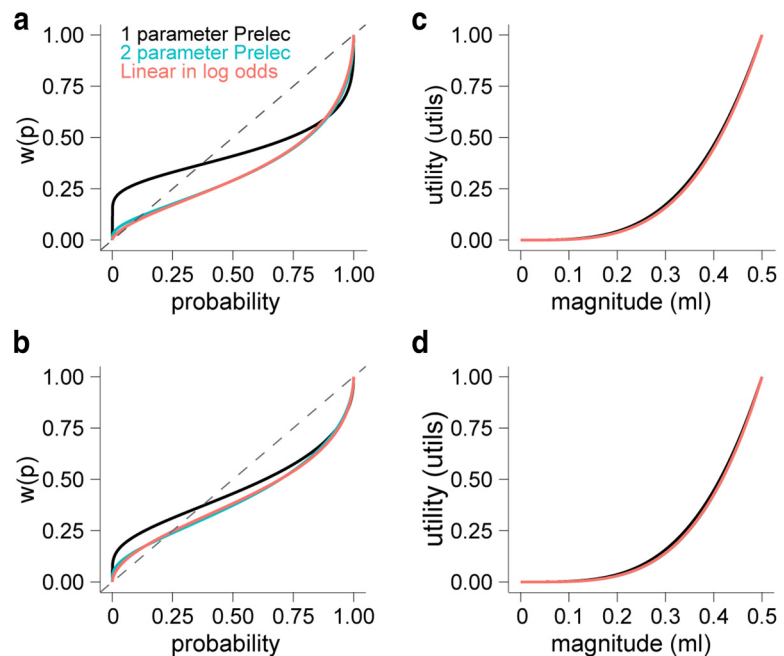 a
1 parameter Prelec
2 parameter Prelec
Linear in log odds
1.00
0.75
0.50
0.25
0.00
w(p)
0 0.25 0.50 0.75 1.00
probability
c
1.00
0.75
0.50
0.25
0.00
utility (utils)
0 0.1 0.2 0.3 0.4 0.5
magnitude (ml)
b
1.00
0.75
0.50
0.25
0.00
w(p)
0 0.25 0.50 0.75 1.00
probability
d
1.00
0.75
0.50
0.25
0.00
utility (utils)
0 0.1 0.2 0.3 0.4 0.5
magnitude (ml)